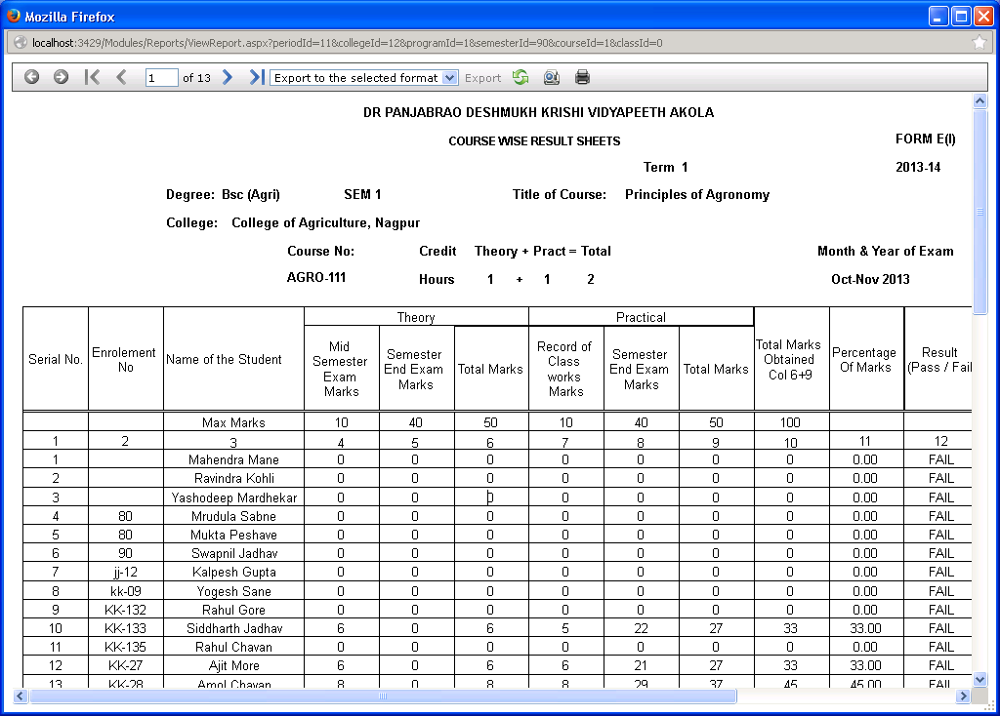 Mozilla Firefox
localhost:3429/Modules/Reports/ViewReport.aspx?periodId=11&collegeId=12&programId=1&semesterId=90&courseId=1&classId=0
1 of 13 Export to the selected format Export
DR PANJABRAO DESHMUKH KRISHI VIDYAPEETH AKOLA
COURSE WISE RESULT SHEETS FORM E(I)
Term 1 2013-14
Degree: Bsc (Agri) SEM 1 Title of Course: Principles of Agronomy
College: College of Agriculture, Nagpur
Course No: Credit Theory + Pract = Total Month & Year of Exam
AGRO-111 Hours 1 + 1 2 Oct-Nov 2013
Theory Practical
Serial No. Enrolement No Name of the Student Mid Semester Exam Marks Semester End Exam Marks Total Marks Record of Class works Marks Semester End Exam Marks Total Marks Total Marks Obtained Col 6+9 Percentage Of Marks Result (Pass / Fail
Max Marks 10 40 50 10 40 50 100
1 2 3 4 5 6 7 8 9 10 11 12
1 Mahendra Mane 0 0 0 0 0 0 0 0.00 FAIL
2 Ravindra Kohli 0 0 0 0 0 0 0 0.00 FAIL
3 Yashodeep Mardhekar 0 0 0 0 0 0 0 0.00 FAIL
4 80 Mrudula Sabne 0 0 0 0 0 0 0 0.00 FAIL
5 80 Mukta Peshave 0 0 0 0 0 0 0 0.00 FAIL
6 90 Swapnil Jadhav 0 0 0 0 0 0 0 0.00 FAIL
7 jj-12 Kalpesh Gupta 0 0 0 0 0 0 0 0.00 FAIL
8 kk-09 Yogesh Sane 0 0 0 0 0 0 0 0.00 FAIL
9 KK-132 Rahul Gore 0 0 0 0 0 0 0 0.00 FAIL
10 KK-133 Siddharth Jadhav 6 0 6 5 22 27 33 33.00 FAIL
11 KK-135 Rahul Chavan 0 0 0 0 0 0 0 0.00 FAIL
12 KK-27 Ajit More 6 0 6 6 21 27 33 33.00 FAIL
13 KK-28 Amol Chavan 8 0 8 8 29 37 45 45.00 FAIL